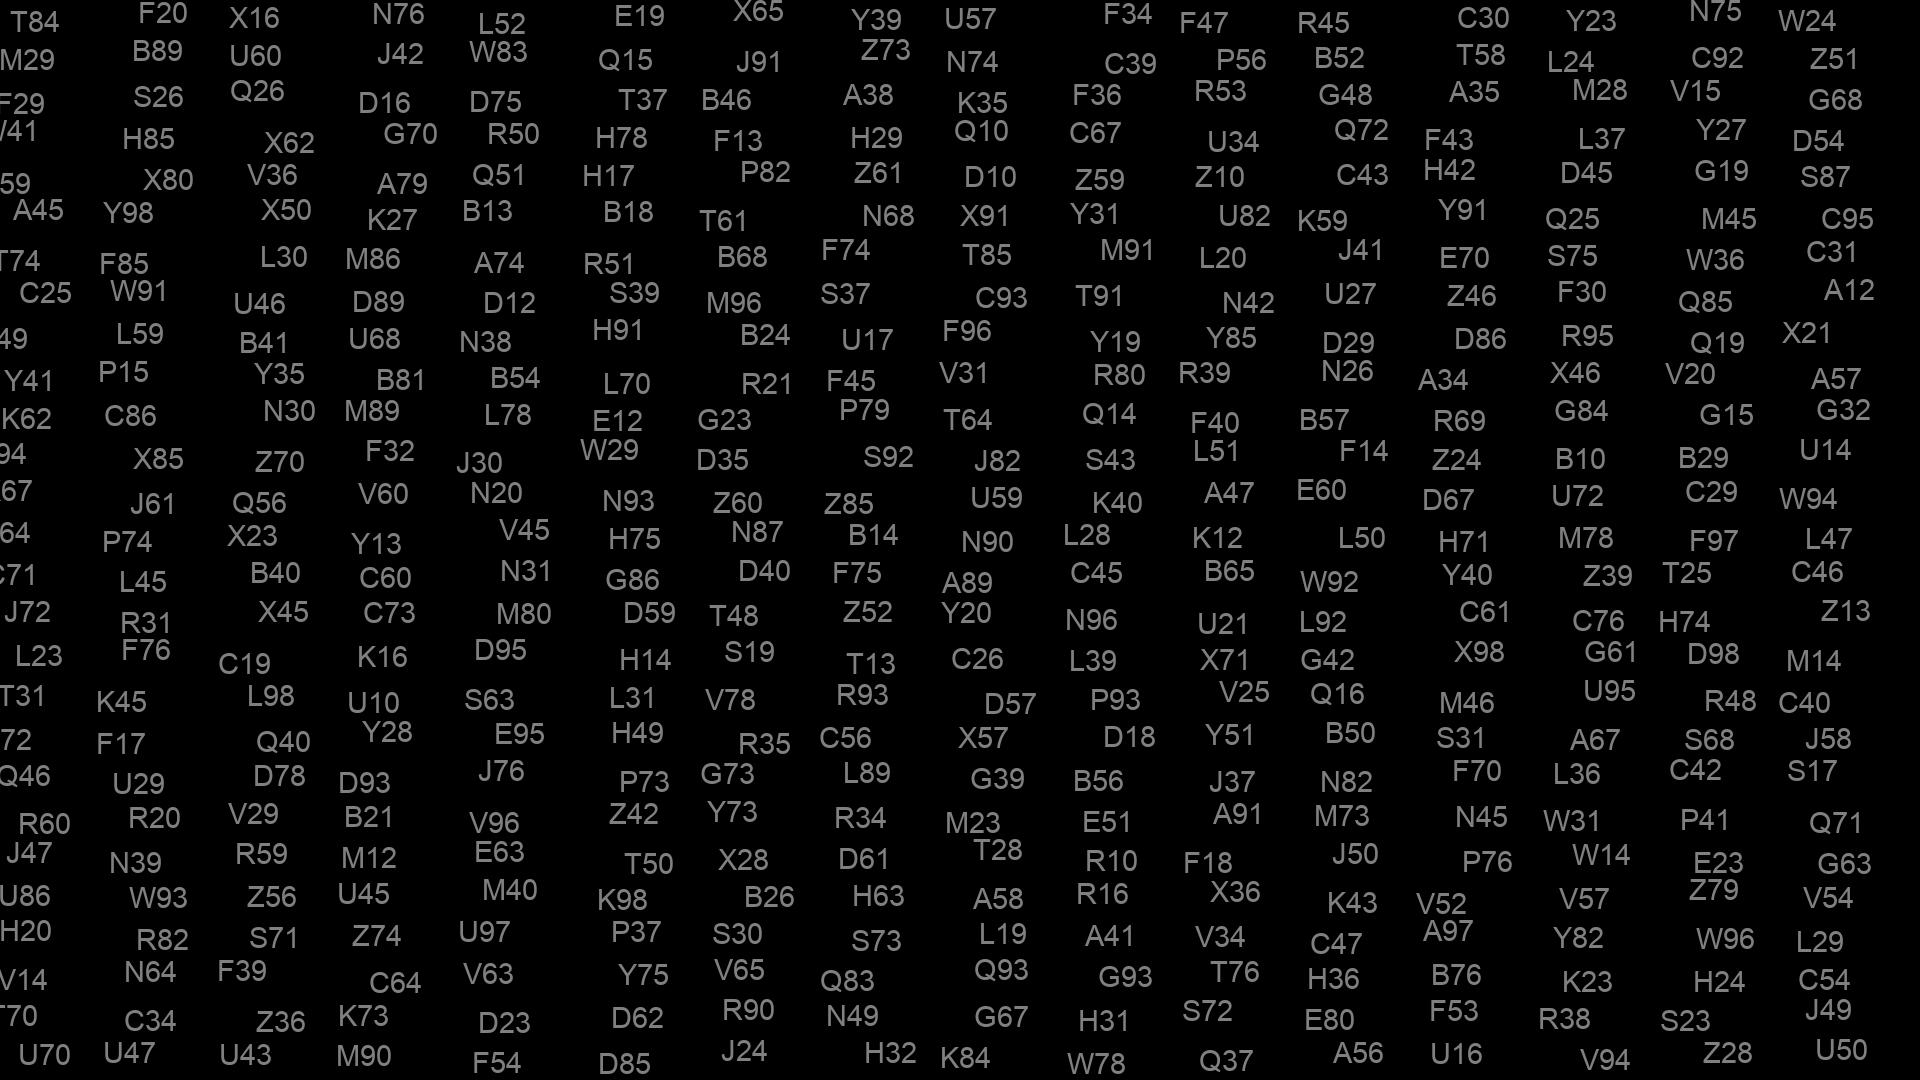 T84 F20 X16 N76 L52 E19 X65 Y39 U57 F34 F47 R45 C30 Y23 N75 W24
M29 B89 U60 J42 W83 Q15 J91 Z73 N74 C39 P56 B52 T58 L24 C92 Z51
F29 S26 Q26 D16 D75 T37 B46 A38 K35 F36 R53 G48 A35 M28 V15 G68
H85 X62 G70 R50 H78 F13 H29 Q10 C67 U34 Q72 F43 L37 Y27 D54
59 X80 V36 A79 Q51 H17 P82 Z61 D10 Z59 Z10 C43 H42 D45 G19 S87
A45 Y98 X50 K27 B13 B18 T61 N68 X91 Y31 U82 K59 Y91 Q25 M45 C95
T74 F85 L30 M86 A74 R51 B68 F74 T85 M91 L20 J41 E70 S75 W36 C31
C25 W91 U46 D89 D12 S39 M96 S37 C93 T91 N42 U27 Z46 F30 Q85 A12
49 L59 B41 U68 N38 H91 B24 U17 F96 Y19 Y85 D29 D86 R95 Q19 X21
Y41 P15 Y35 B81 B54 L70 R21 F45 V31 R80 R39 N26 A34 X46 V20 A57
K62 C86 N30 M89 L78 E12 G23 P79 T64 Q14 F40 B57 R69 G84 G15 G32
94 X85 Z70 F32 J30 W29 D35 S92 J82 S43 L51 F14 Z24 B10 B29 U14
67 J61 Q56 V60 N20 N93 Z60 Z85 U59 K40 A47 E60 D67 U72 C29 W94
64 P74 X23 Y13 V45 H75 N87 B14 N90 L28 K12 L50 H71 M78 F97 L47
C71 L45 B40 C60 N31 G86 D40 F75 A89 C45 B65 W92 Y40 Z39 T25 C46
J72 R31 X45 C73 M80 D59 T48 Z52 Y20 N96 U21 L92 C61 C76 H74 Z13
L23 F76 C19 K16 D95 H14 S19 T13 C26 L39 X71 G42 X98 G61 D98 M14
T31 K45 L98 U10 S63 L31 V78 R93 D57 P93 V25 Q16 M46 U95 R48 C40
72 F17 Q40 Y28 E95 H49 R35 C56 X57 D18 Y51 B50 S31 A67 S68 J58
Q46 U29 D78 D93 J76 P73 G73 L89 G39 B56 J37 N82 F70 L36 C42 S17
R60 R20 V29 B21 V96 Z42 Y73 R34 M23 E51 A91 M73 N45 W31 P41 Q71
J47 N39 R59 M12 E63 T50 X28 D61 T28 R10 F18 J50 P76 W14 E23 G63
U86 W93 Z56 U45 M40 K98 B26 H63 A58 R16 X36 K43 V52 V57 Z79 V54
H20 R82 S71 Z74 U97 P37 S30 S73 L19 A41 V34 C47 A97 Y82 W96 L29
V14 N64 F39 C64 V63 Y75 V65 Q83 Q93 G93 T76 H36 B76 K23 H24 C54
70 C34 Z36 K73 D23 D62 R90 N49 G67 H31 S72 E80 F53 R38 S23 J49
U70 U47 U43 M90 F54 D85 J24 H32 K84 W78 Q37 A56 U16 V94 Z28 U50